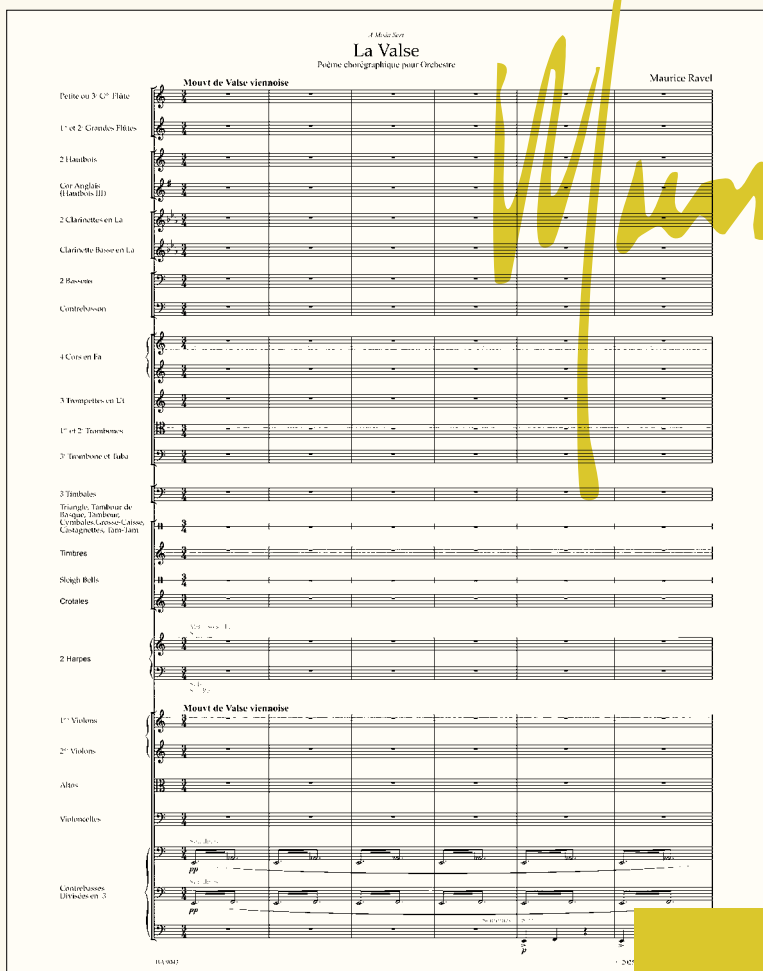 A Misia Sert
La Valse
Poème chorégraphique pour Orchestre
Maurice Ravel
Mouvt de Valse viennoise
Petite ou 3e Gde Flûte
1re et 2e Grandes Flûtes
2 Hautbois
Cor Anglais
(Hautbois III)
2 Clarinettes en La
Clarinette Basse en La
2 Bassons
Contrebasson
4 Cors en Fa
3 Trompettes en Ut
1er et 2e Trombones
3e Trombone et Tuba
3 Timbales
Triangle, Tambour de
Basque, Tambour,
Cymbales, Grosse-Caisse,
Castagnettes, Tam-Tam
Timbres
Sleigh Bells
Crotales
2 Harpes
Mouvt de Valse viennoise
1ers Violons
2ds Violons
Altos
Violoncelles
Contrebasses
Divisées en 3
pp
pp
p